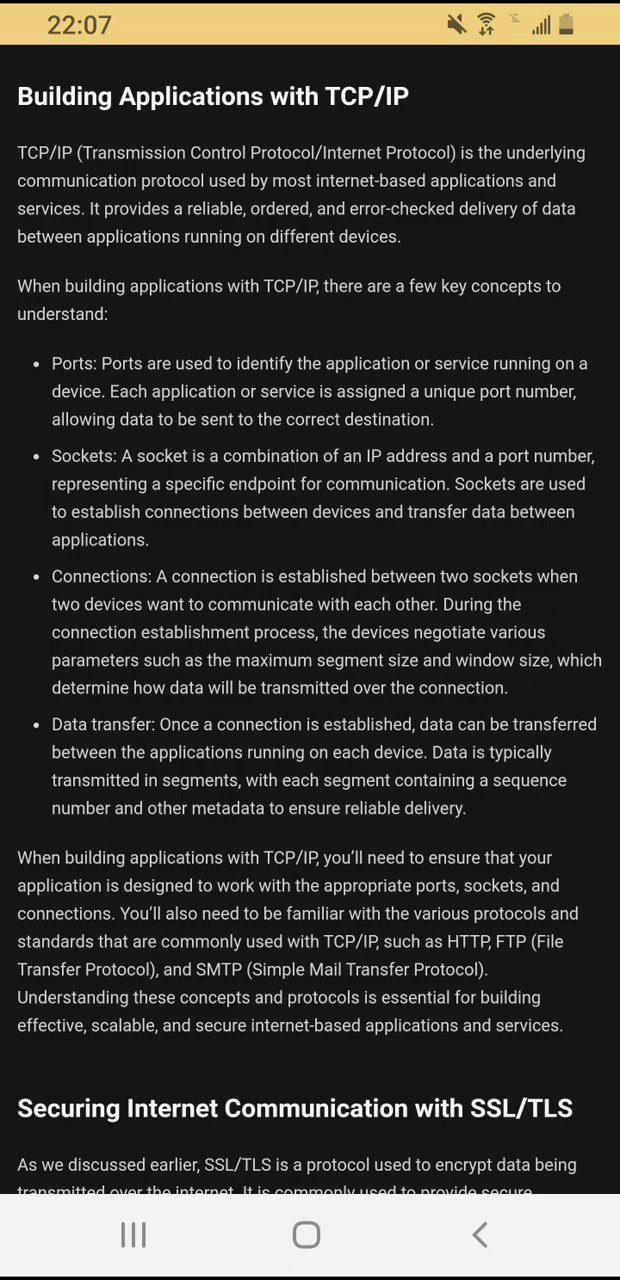 22:07
Building Applications with TCP/IP
TCP/IP (Transmission Control Protocol/Internet Protocol) is the underlying
communication protocol used by most internet-based applications and
services. It provides a reliable, ordered, and error-checked delivery of data
between applications running on different devices.
When building applications with TCP/IP, there are a few key concepts to
understand:
• Ports: Ports are used to identify the application or service running on a
device. Each application or service is assigned a unique port number,
allowing data to be sent to the correct destination.
• Sockets: A socket is a combination of an IP address and a port number,
representing a specific endpoint for communication. Sockets are used
to establish connections between devices and transfer data between
applications.
• Connections: A connection is established between two sockets when
two devices want to communicate with each other. During the
connection establishment process, the devices negotiate various
parameters such as the maximum segment size and window size, which
determine how data will be transmitted over the connection.
• Data transfer: Once a connection is established, data can be transferred
between the applications running on each device. Data is typically
transmitted in segments, with each segment containing a sequence
number and other metadata to ensure reliable delivery.
When building applications with TCP/IP, you’ll need to ensure that your
application is designed to work with the appropriate ports, sockets, and
connections. You’ll also need to be familiar with the various protocols and
standards that are commonly used with TCP/IP, such as HTTP, FTP (File
Transfer Protocol), and SMTP (Simple Mail Transfer Protocol).
Understanding these concepts and protocols is essential for building
effective, scalable, and secure internet-based applications and services.
Securing Internet Communication with SSL/TLS
As we discussed earlier, SSL/TLS is a protocol used to encrypt data being
transmitted over the internet. It is commonly used to provide secure